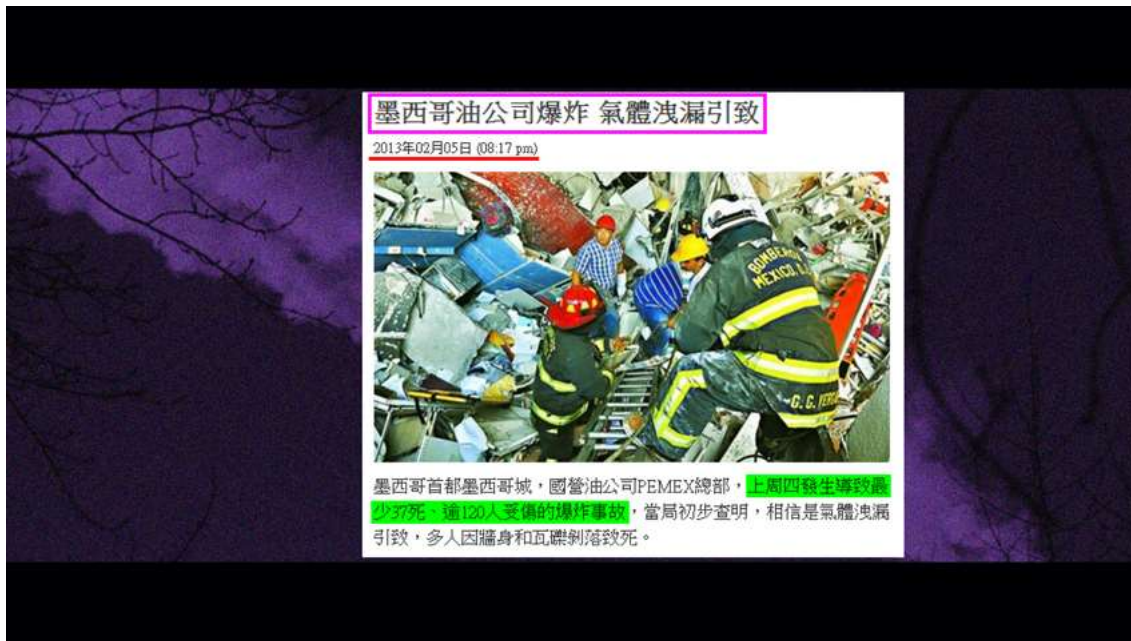 墨西哥油公司爆炸 氣體洩漏引致
2013年02月05日 (08:17 pm)
BOMBEROS
MEXICO, D.F.
G. G. VERG
墨西哥首都墨西哥城，國營油公司PEMEX總部，上周四發生導致最
少37死、逾120人受傷的爆炸事故，當局初步查明，相信是氣體洩漏
引致，多人因牆身和瓦礫剝落致死。